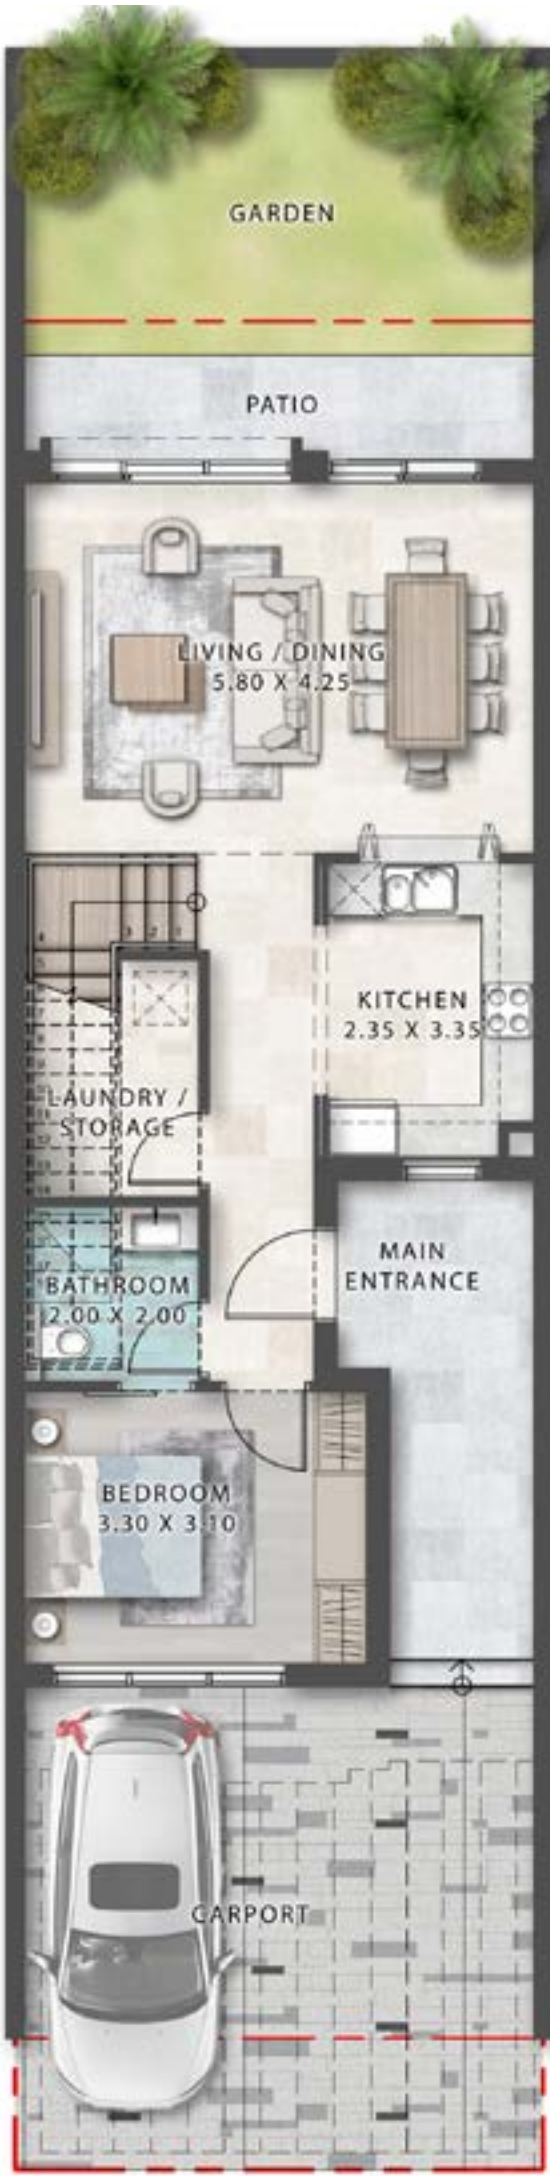 GARDEN
PATIO
LIVING / DINING
5.80 X 4.25
KITCHEN
2.35 X 3.35
LAUNDRY /
STORAGE
MAIN
ENTRANCE
BATHROOM
2.00 X 2.00
BEDROOM
3.30 X 3.10
CARPORT